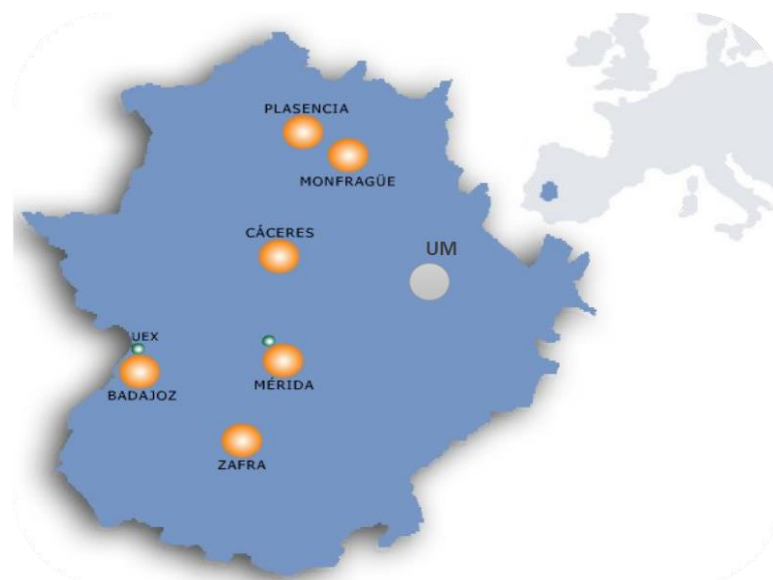 PLASENCIA
MONFRAGÜE
CÁCERES
UM
UEX
BADAJOZ
MÉRIDA
ZAFRA